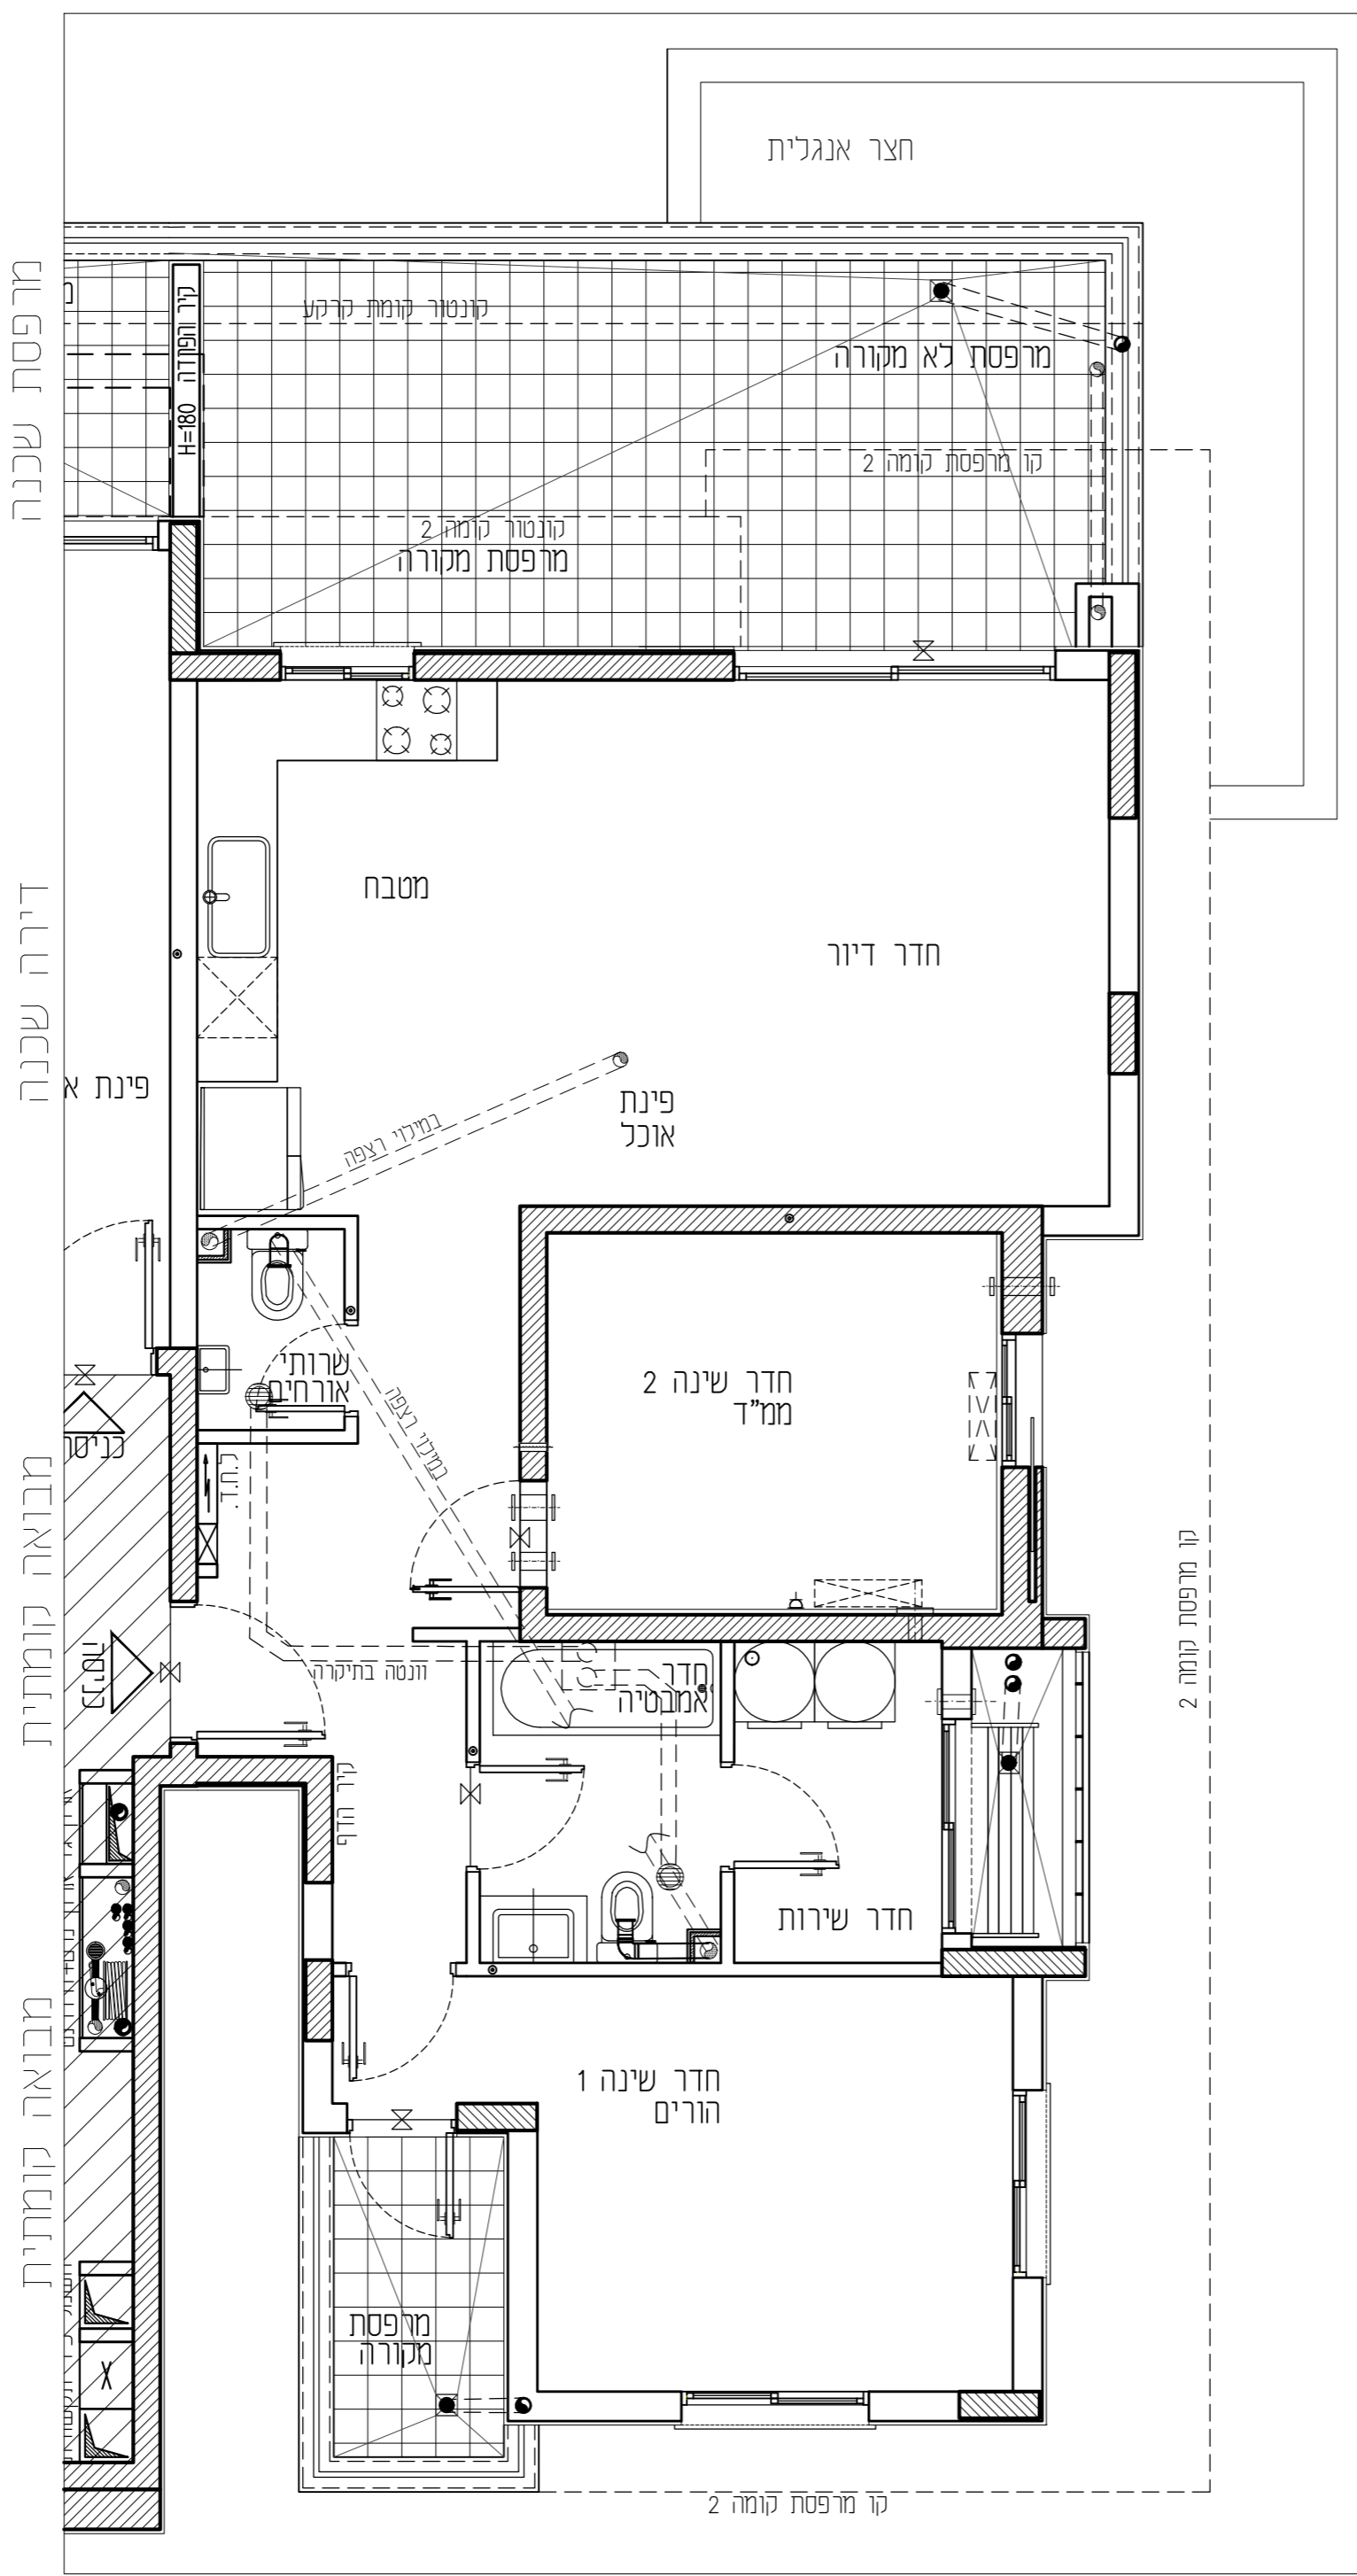 חצר אנגלית
מרפסת שכנה
קיר הפרדה H=180
קונטור קומת קרקע
מרפסת לא מקורה
קו מרפסת קומה 2
קונטור קומה 2
מרפסת מקורה
דירה שכנה
מטבח
חדר דיור
פינת א
פינת
אוכל
במילוי רצפה
שרותי
אורחים
במילוי רצפה
חדר שינה 2
ממ"ד
ל.ח.ד.
מבואה קומתית
קו מרפסת קומה 2
וונטה בתיקרה
חדר
אמבטיה
קיר הדף
חדר שירות
מבואה קומתית
חדר שינה 1
הורים
מרפסת
מקורה
קו מרפסת קומה 2